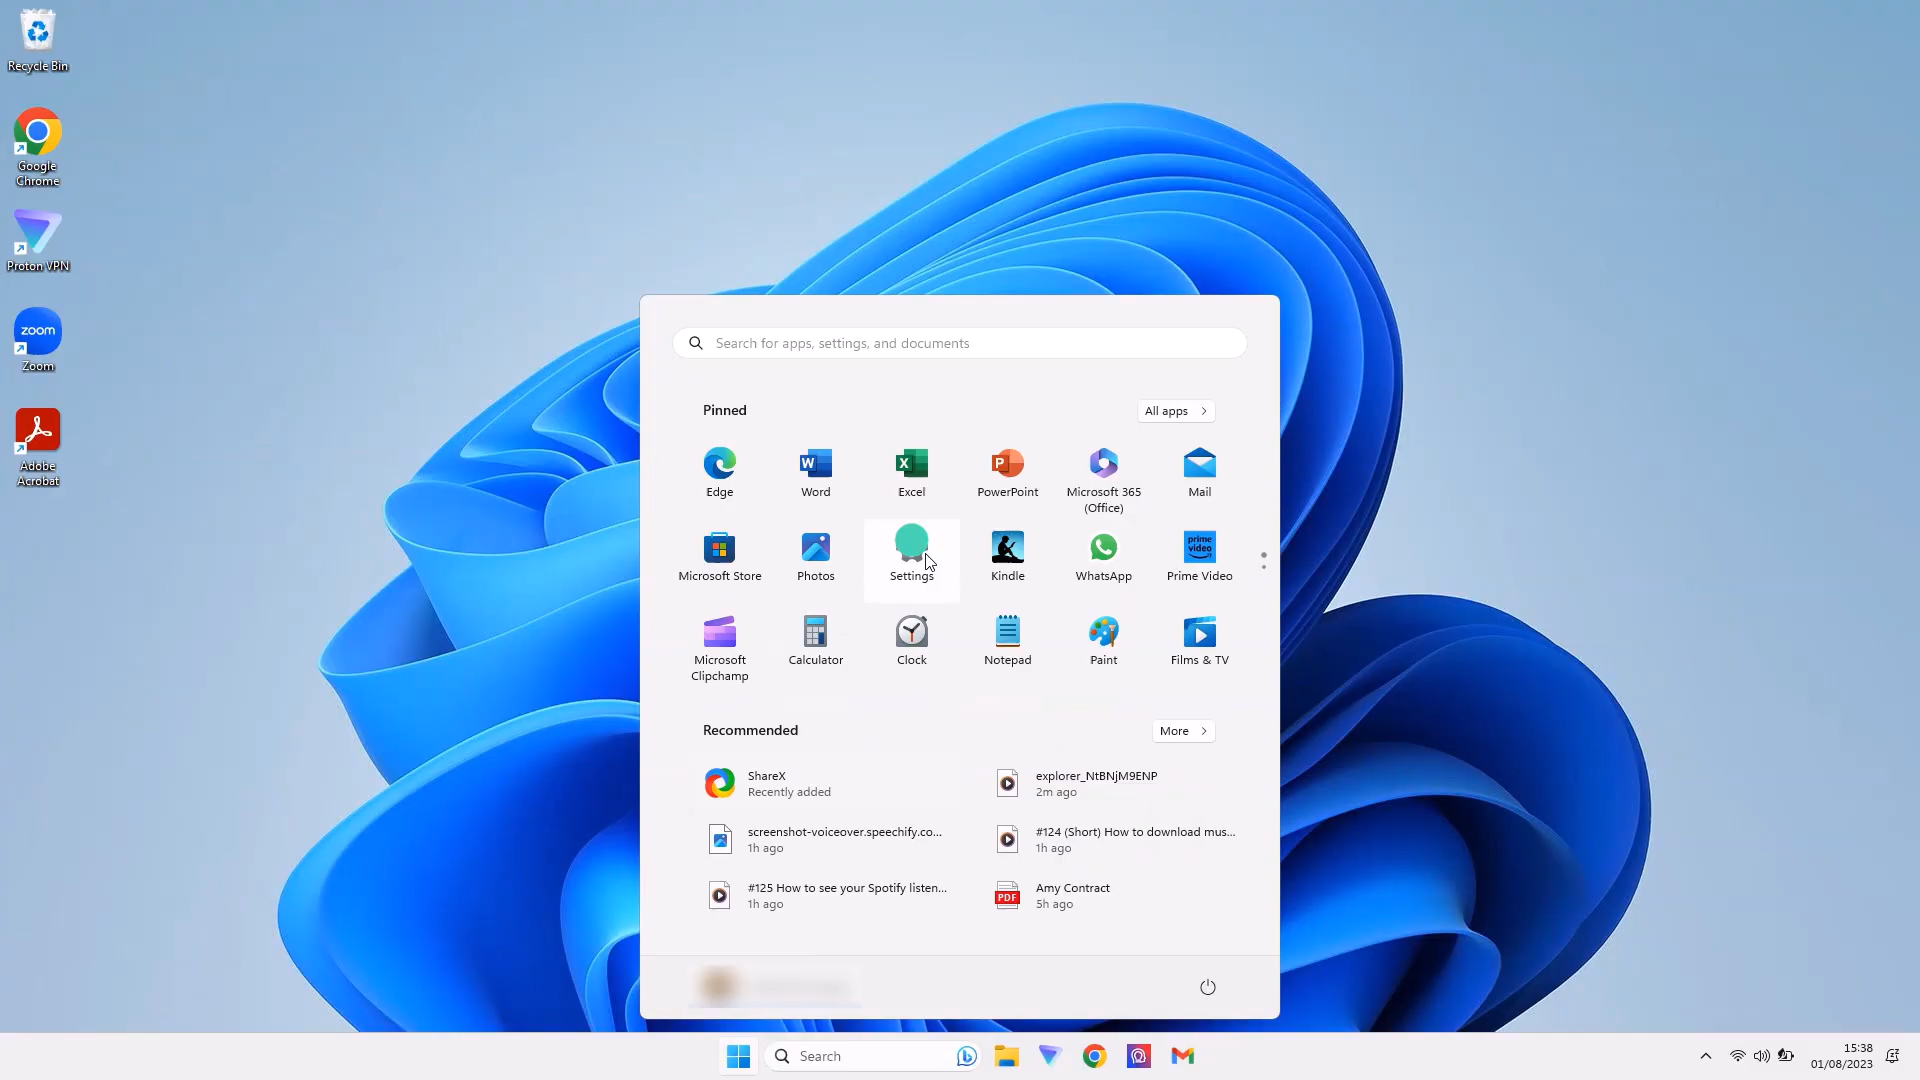 Recycle Bin
Google
Chrome
Proton VPN
zoom
Zoom
Adobe
Acrobat
Search for apps, settings, and documents
Pinned
All apps
Edge
Word
Excel
PowerPoint
Microsoft 365
(Office)
Mail
Microsoft Store
Photos
Settings
Kindle
WhatsApp
prime
video
Prime Video
Microsoft
Clipchamp
Calculator
Clock
Notepad
Paint
Films & TV
Recommended
More
ShareX
Recently added
explorer_NtBNjM9ENP
2m ago
screenshot-voiceover.speechify.co...
1h ago
#124 (Short) How to download mus...
1h ago
#125 How to see your Spotify listen...
1h ago
PDF
Amy Contract
5h ago
Search
15:38
01/08/2023